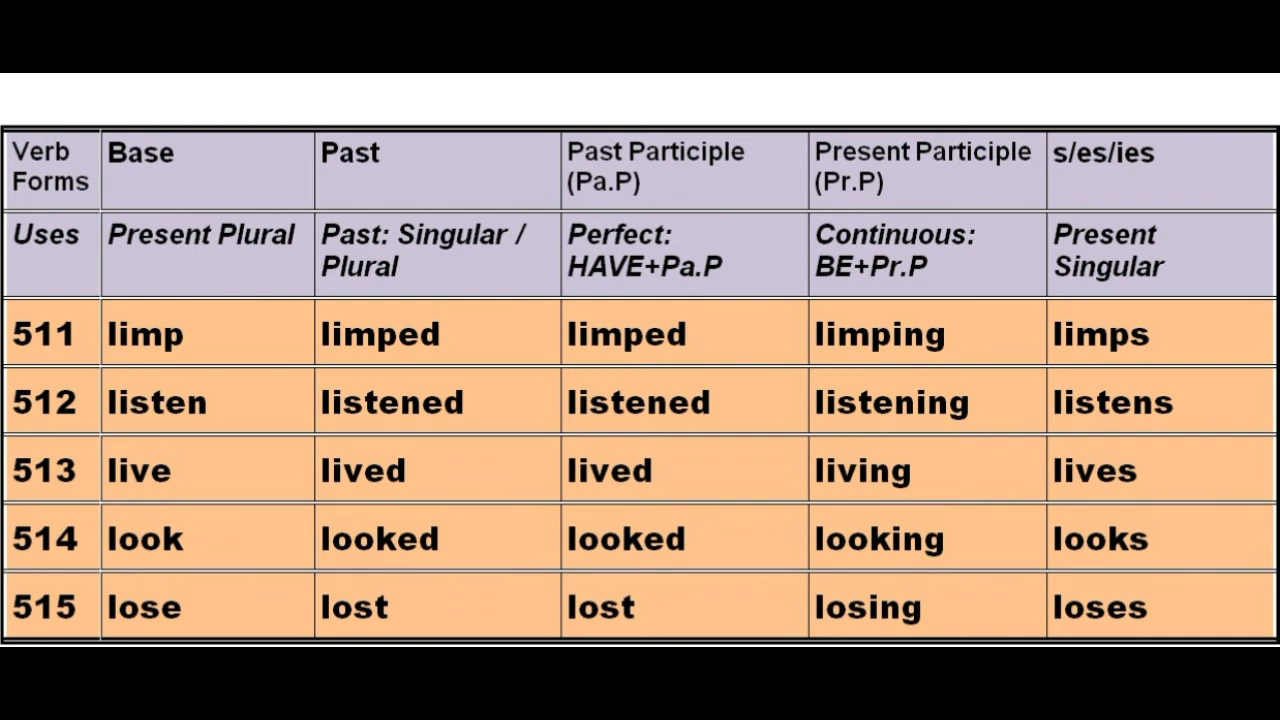 Verb Forms Base Past Past Participle (Pa.P) Present Participle (Pr.P) s/es/ies
Uses Present Plural Past: Singular / Plural Perfect: HAVE+Pa.P Continuous: BE+Pr.P Present Singular
511 limp limped limped limping limps
512 listen listened listened listening listens
513 live lived lived living lives
514 look looked looked looking looks
515 lose lost lost losing loses